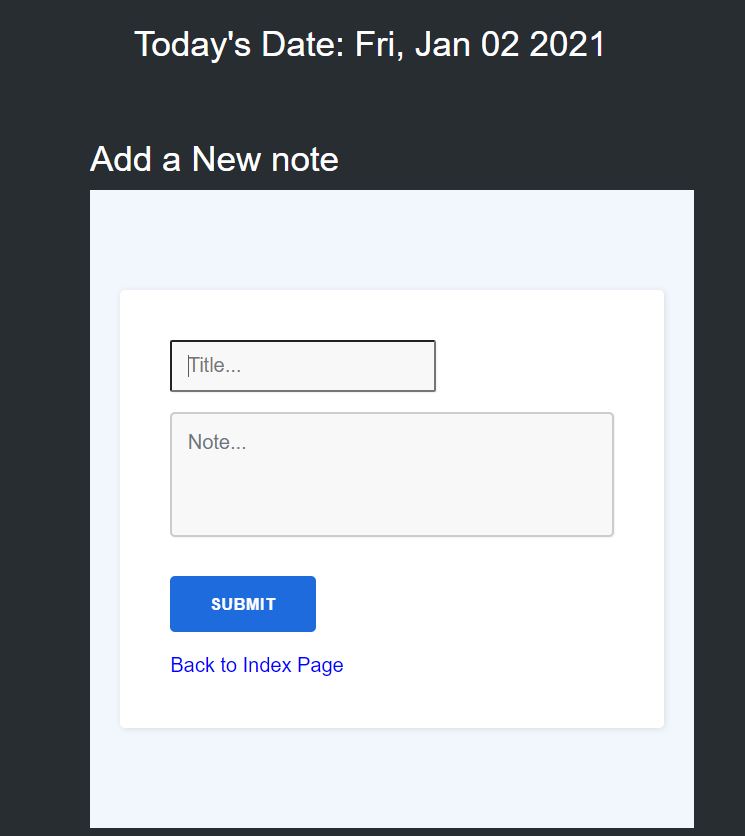 Today's Date: Fri, Jan 02 2021
Add a New note
Title...
Note...
SUBMIT
Back to Index Page